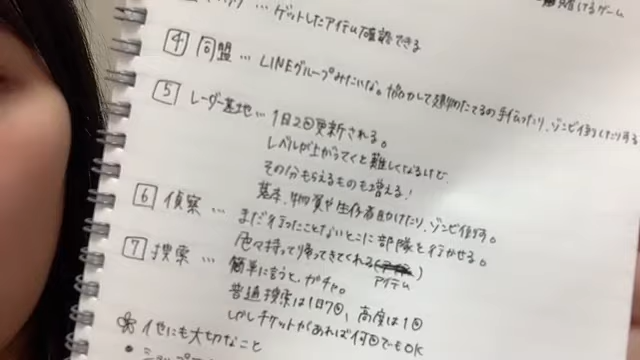 ゲットしたアイテム確認できる
4 同盟 … LINEグループみたいな。協力して建物たてるの手伝ったり、ゾンビ倒したりする
5 レーダー基地 … 1日2回更新される。
レベルが上がってくと難しくなるけど、
その分もらえるものも増える!
基本、物資や生存者助けたり、ゾンビ倒す。
6 偵察 … まだ行ったことないとこに部隊を行かせる。
色々持って帰ってきてくれる(アイテム)
7 捜索 … 簡単に言うと、ガチャ。
普通捜索は1日7回、高度は1回
しかしチケットがあれば何回でもOK
他にも大切なこと